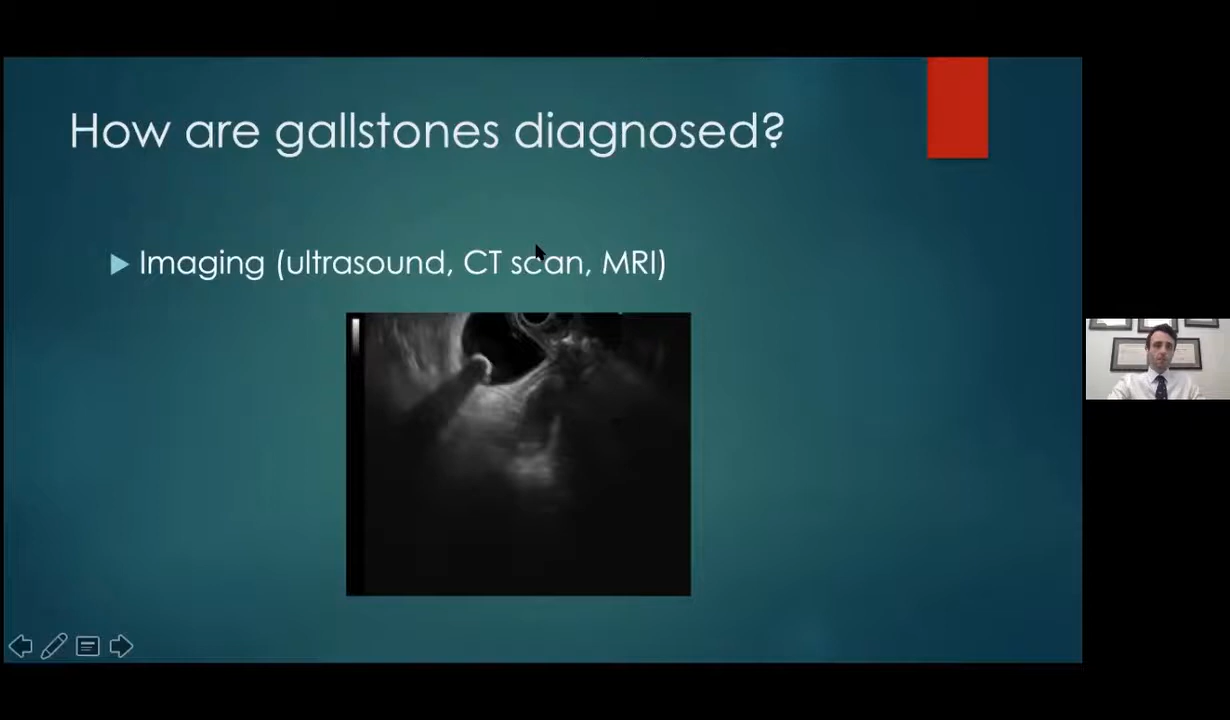 How are gallstones diagnosed?
Imaging (ultrasound, CT scan, MRI)